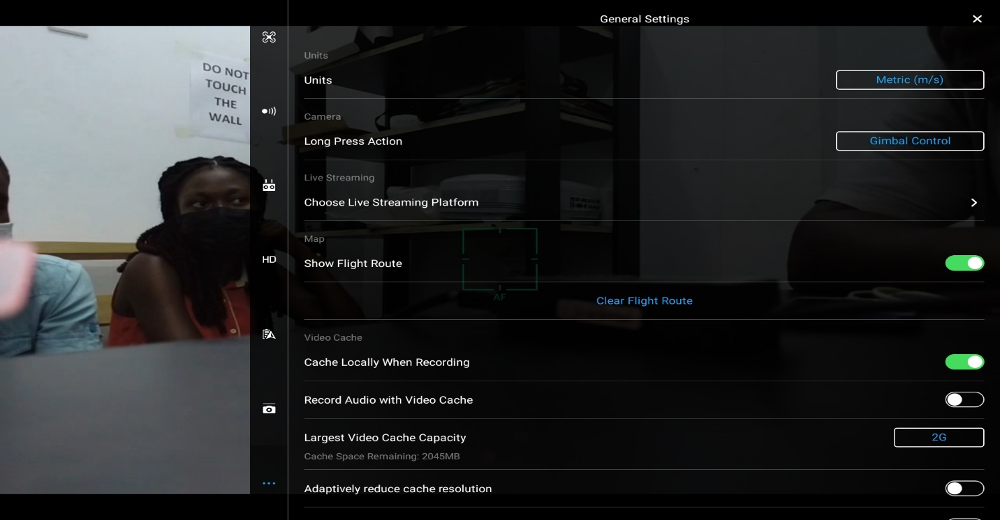 General Settings
DO NOT
TOUCH
THE
WALL
Units
Units
Metric (m/s)
Camera
Long Press Action
Gimbal Control
Live Streaming
Choose Live Streaming Platform
HD
Map
Show Flight Route
AF
Clear Flight Route
Video Cache
Cache Locally When Recording
Record Audio with Video Cache
Largest Video Cache Capacity
2G
Cache Space Remaining: 2045MB
Adaptively reduce cache resolution